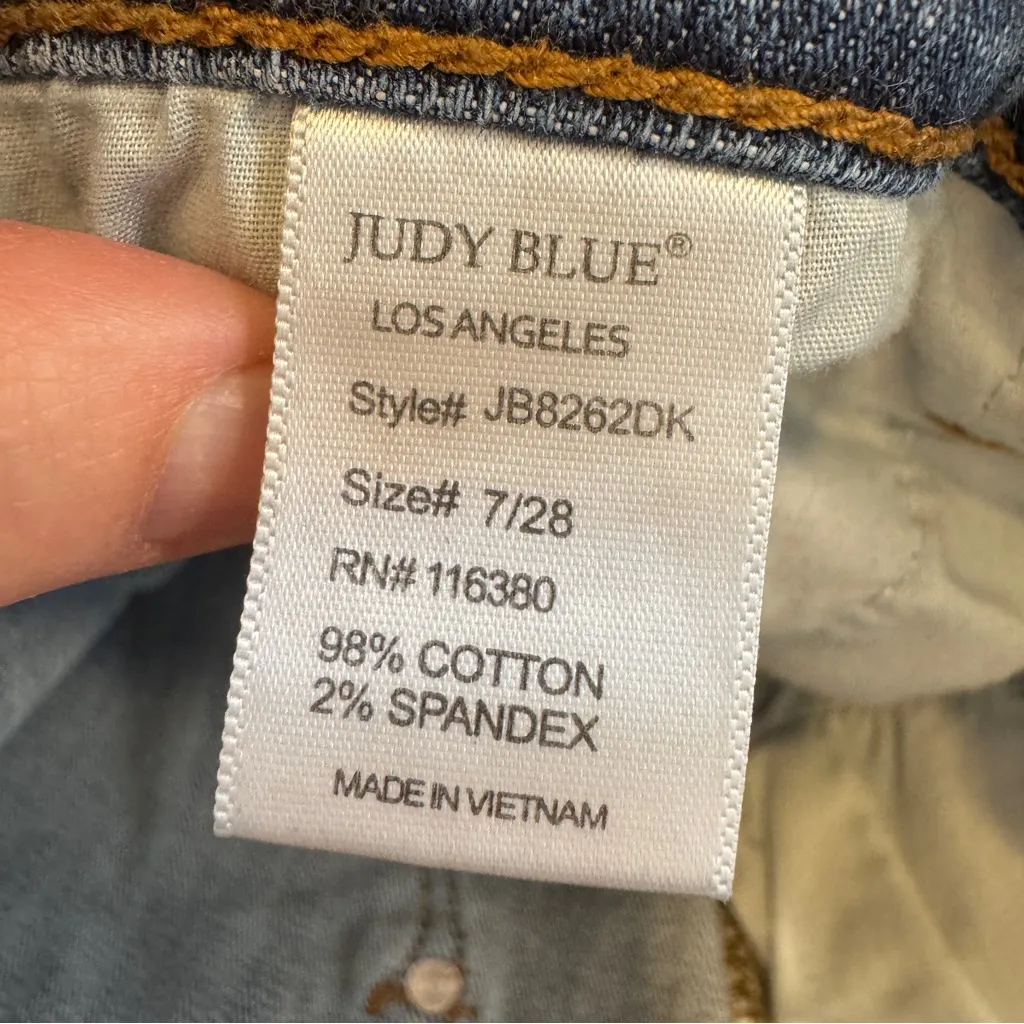 JUDY BLUE®
LOS ANGELES
Style# JB8262DK
Size# 7/28
RN# 116380
98% COTTON
2% SPANDEX
MADE IN VIETNAM